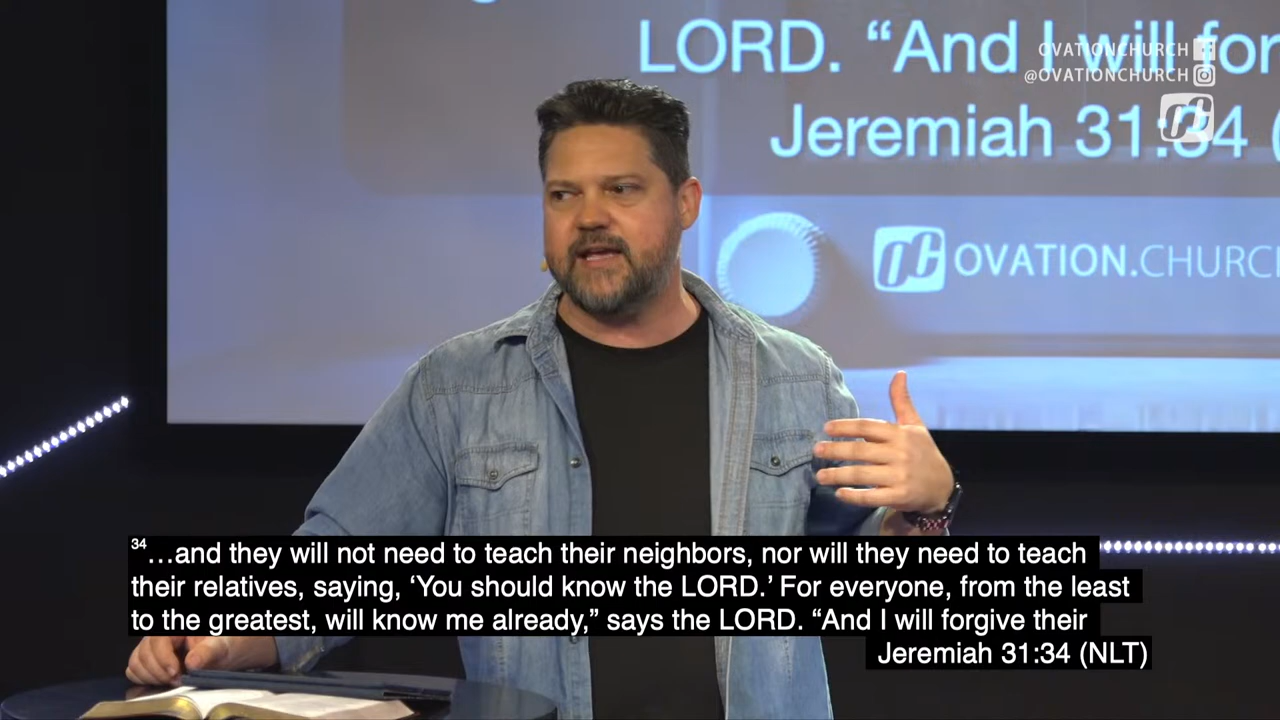 LORD. “And I will for
Jeremiah 31:34 (
OVATIONCHURCH
@OVATIONCHURCH
OC
OC OVATION.CHURCH
34...and they will not need to teach their neighbors, nor will they need to teach
their relatives, saying, ‘You should know the LORD.’ For everyone, from the least
to the greatest, will know me already,” says the LORD. “And I will forgive their
Jeremiah 31:34 (NLT)